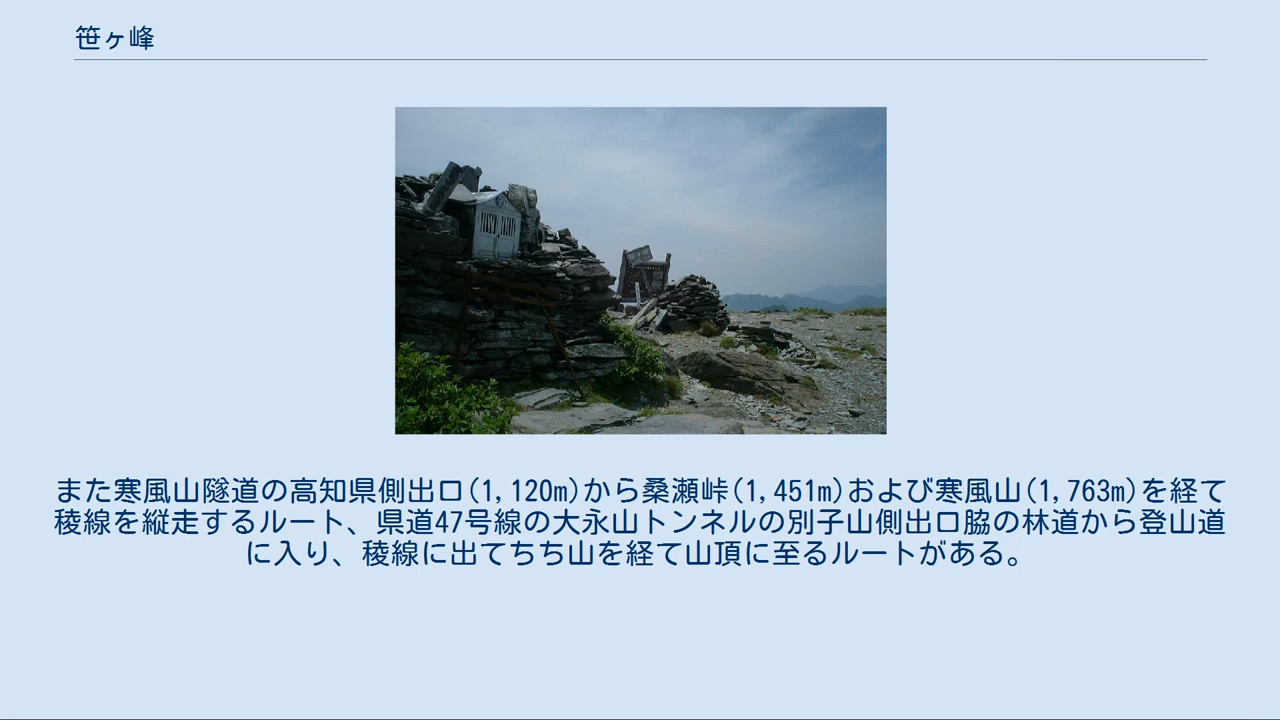 笹ヶ峰
また寒風山隧道の高知県側出口(1,120m)から桑瀬峠(1,451m)および寒風山(1,763m)を経て
稜線を縦走するルート、県道47号線の大永山トンネルの別子山側出口脇の林道から登山道
に入り、稜線に出てちち山を経て山頂に至るルートがある。